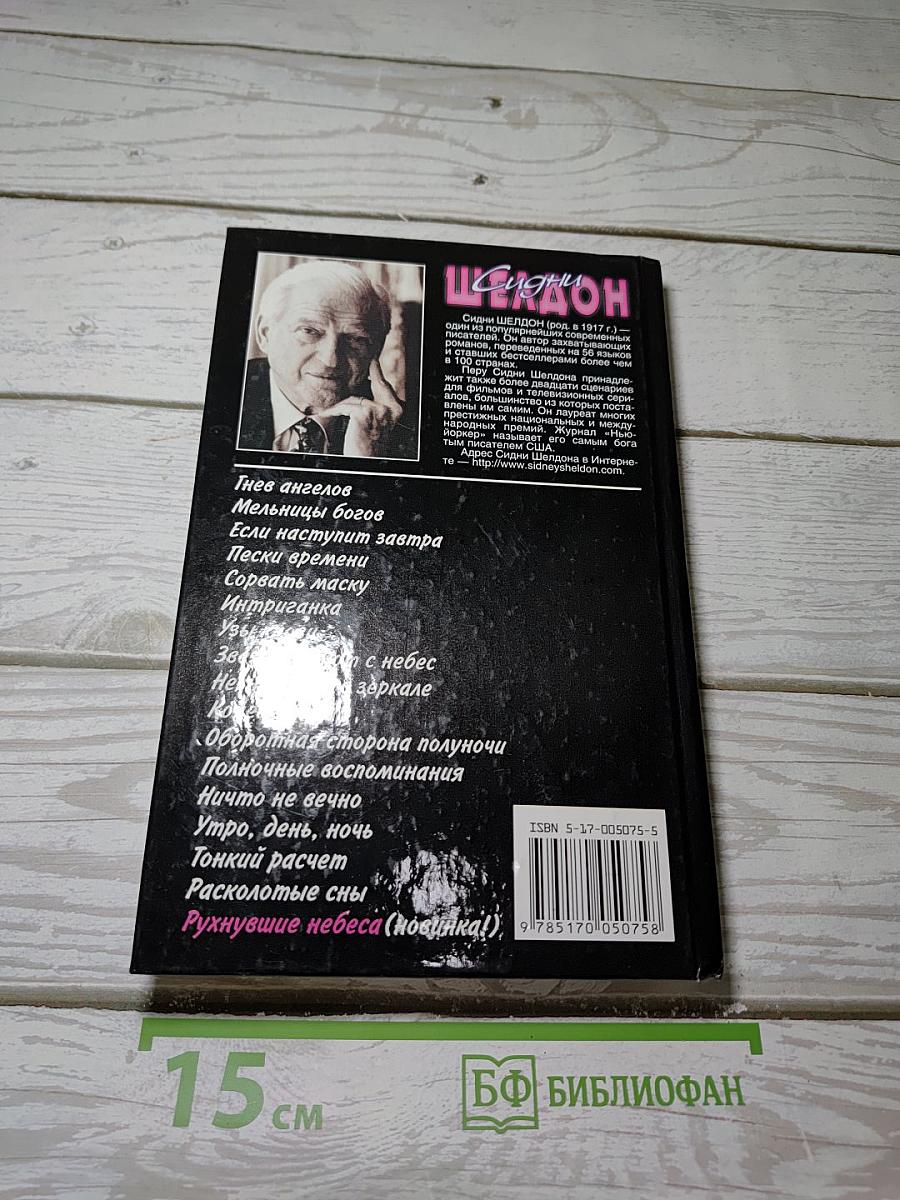 Сидни
ШЕЛДОН
Сидни ШЕЛДОН (род. в 1917 г.) —
один из популярнейших современных
писателей. Он автор захватывающих
романов, переведенных на 56 языков
и ставших бестселлерами более чем
в 100 странах.
Перу Сидни Шелдона принадле-
жит также более двадцати сценариев
для фильмов и телевизионных сери-
алов, большинство из которых поста-
влены им самим. Он лауреат многих
престижных национальных и между-
народных премий. Журнал «Нью-
йоркер» называет его самым бога
тым писателем США.
Адрес Сидни Шелдона в Интерне-
те — http://www.sidneysheldon.com.
Гнев ангелов
Мельницы богов
Если наступит завтра
Пески времени
Сорвать маску
Интриганка
с небес
зеркале
Оборотная сторона полуночи
Полночные воспоминания
Ничто не вечно
Утро, день, ночь
Тонкий расчет
Расколотые сны
Рухнувшие небеса (новинка!)
ISBN 5-17-005075-5
9 785170 050758
15 см
БФ БИБЛИОФАН